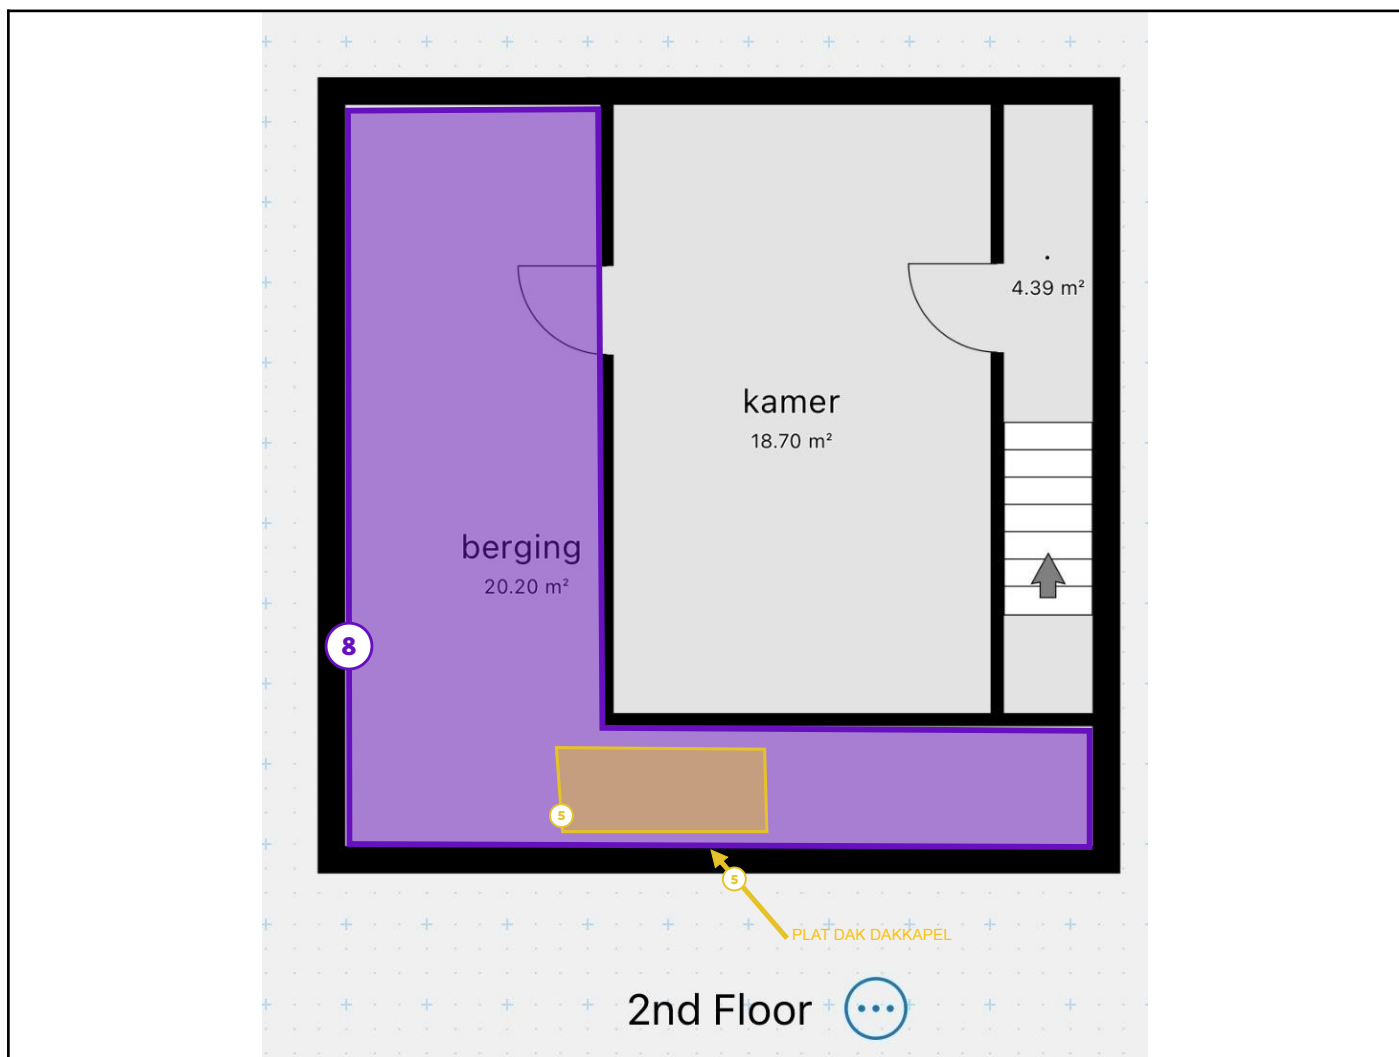 4.39 m²
kamer
18.70 m²
berging
20.20 m²
8
5
5
PLAT DAK DAKKAPEL
2nd Floor